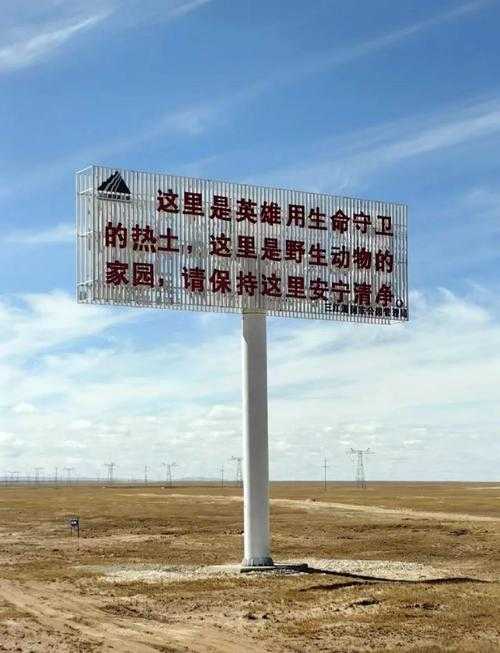 这里是英雄用生命守卫
的热土，这里是野生动物的
家园，请保持这里安宁清净。